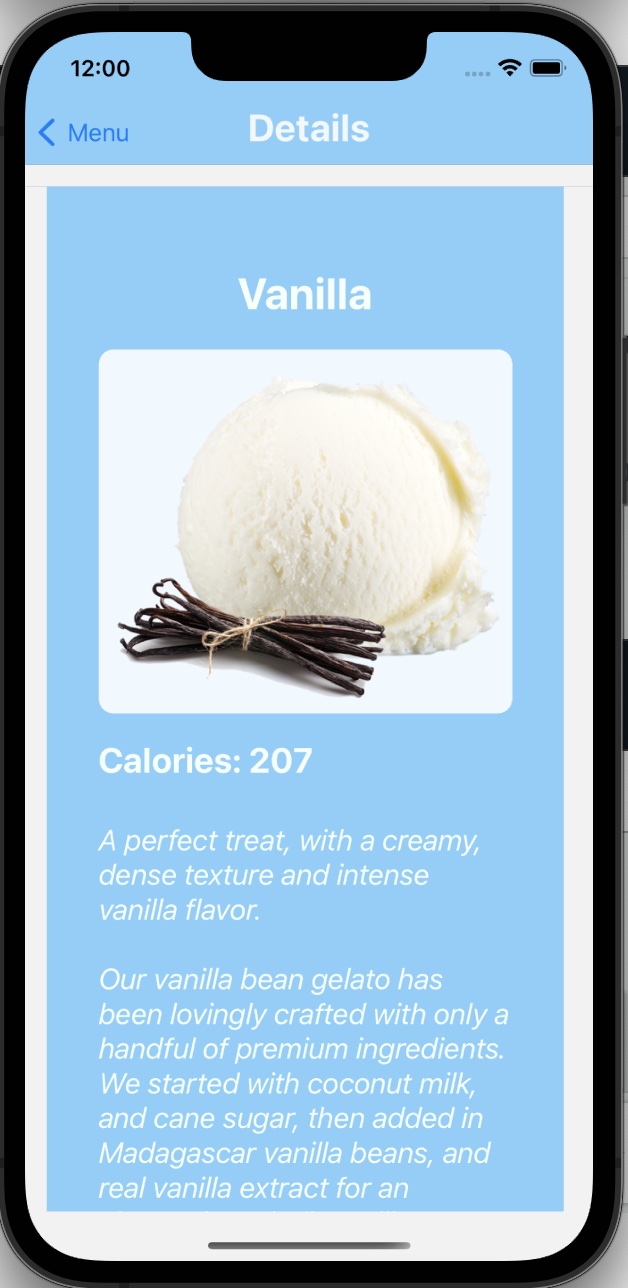 12:00
Menu
Details
Vanilla
Calories: 207
A perfect treat, with a creamy,
dense texture and intense
vanilla flavor.
Our vanilla bean gelato has
been lovingly crafted with only a
handful of premium ingredients.
We started with coconut milk,
and cane sugar, then added in
Madagascar vanilla beans, and
real vanilla extract for an